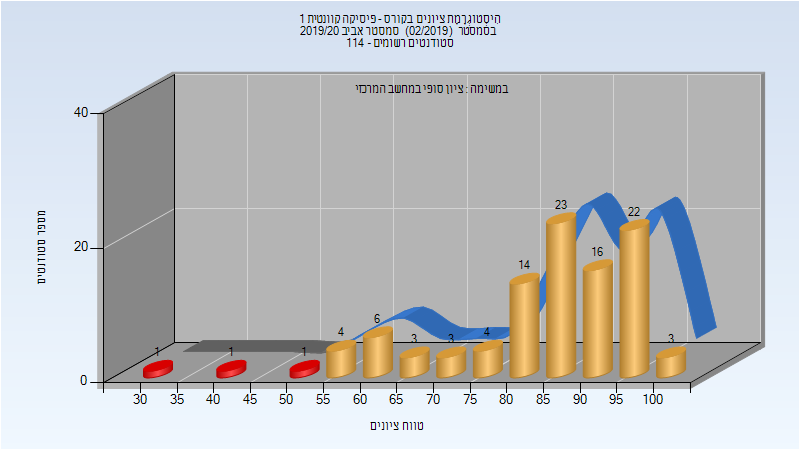 היסטוגרמת ציונים בקורס - פיסיקה קוונטית 1
בסמסטר (02/2019) סמסטר אביב 2019/20
סטודנטים רשומים - 114
במשימה : ציון סופי במחשב המרכזי
40
20
0
מספר סטודנטים
1 1 1 4 6 3 3 4 14 23 16 22 3
30 35 40 45 50 55 60 65 70 75 80 85 90 95 100
טווח ציונים